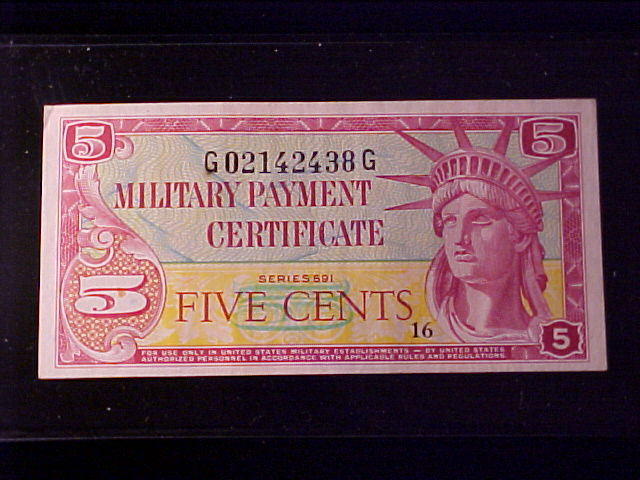 5 5
G02142438G
MILITARY PAYMENT
CERTIFICATE
SERIES 591
5 FIVE CENTS
16
5
FOR USE ONLY IN UNITED STATES MILITARY ESTABLISHMENTS — BY UNITED STATES
AUTHORIZED PERSONNEL IN ACCORDANCE WITH APPLICABLE RULES AND REGULATIONS